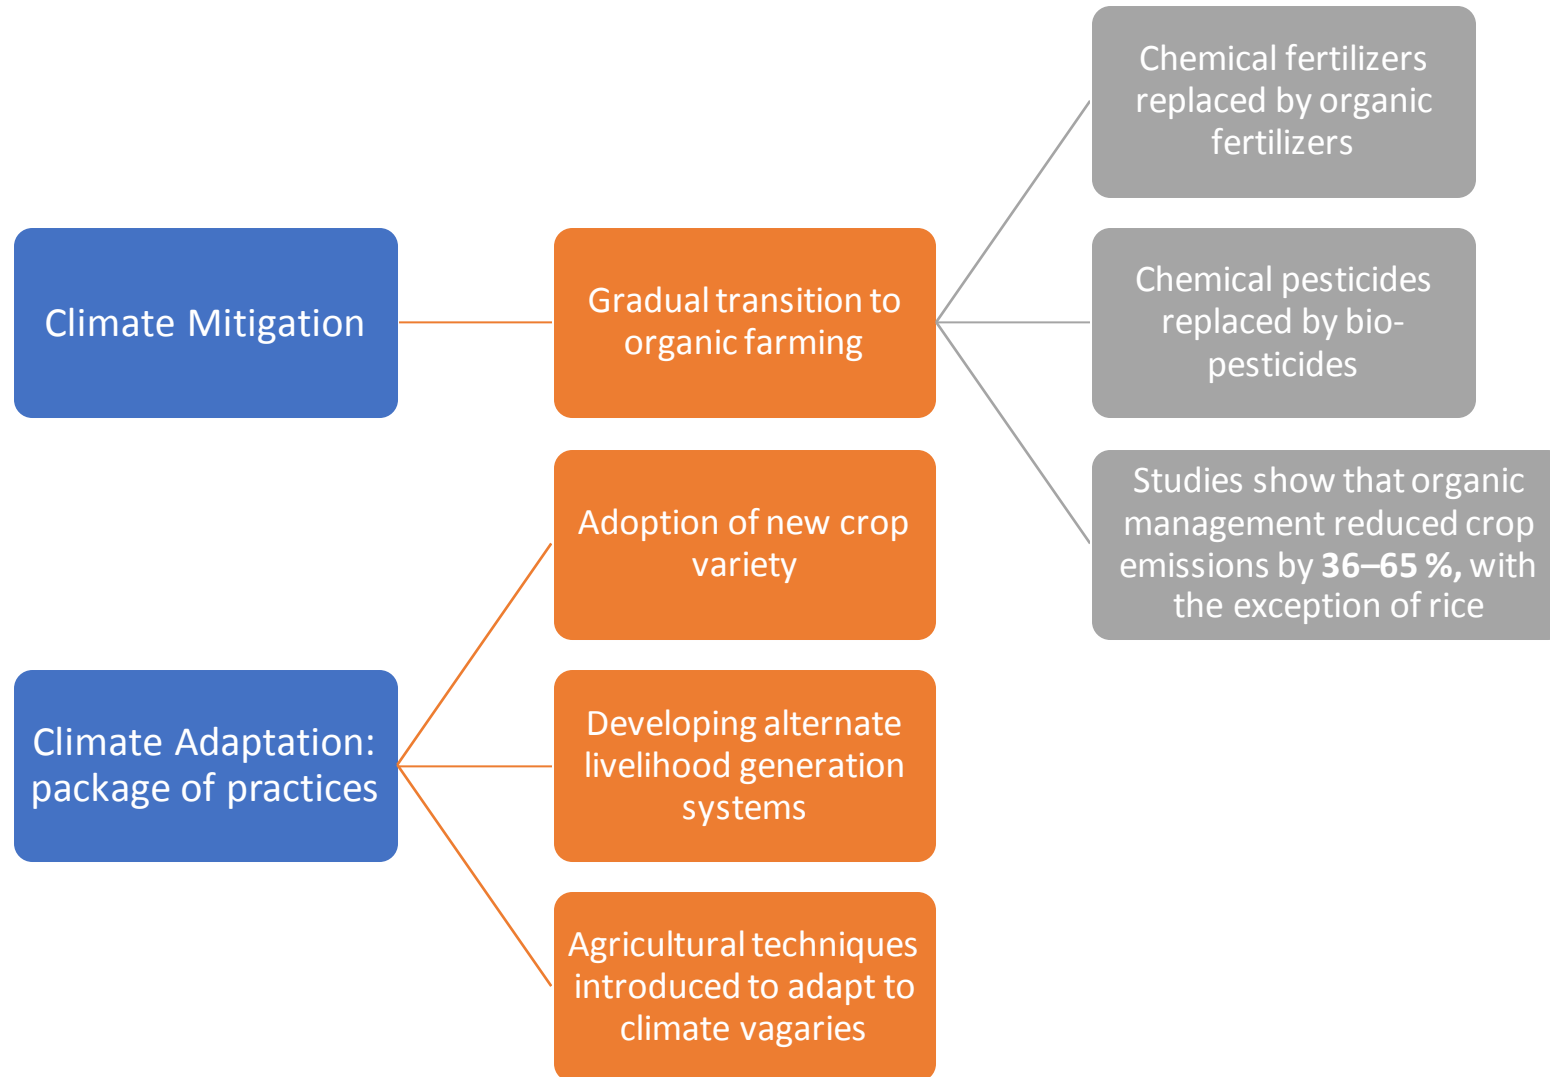 Climate Mitigation
Gradual transition to
organic farming
Chemical fertilizers
replaced by organic
fertilizers
Chemical pesticides
replaced by bio-
pesticides
Studies show that organic
management reduced crop
emissions by 36–65 %, with
the exception of rice
Climate Adaptation:
package of practices
Adoption of new crop
variety
Developing alternate
livelihood generation
systems
Agricultural techniques
introduced to adapt to
climate vagaries